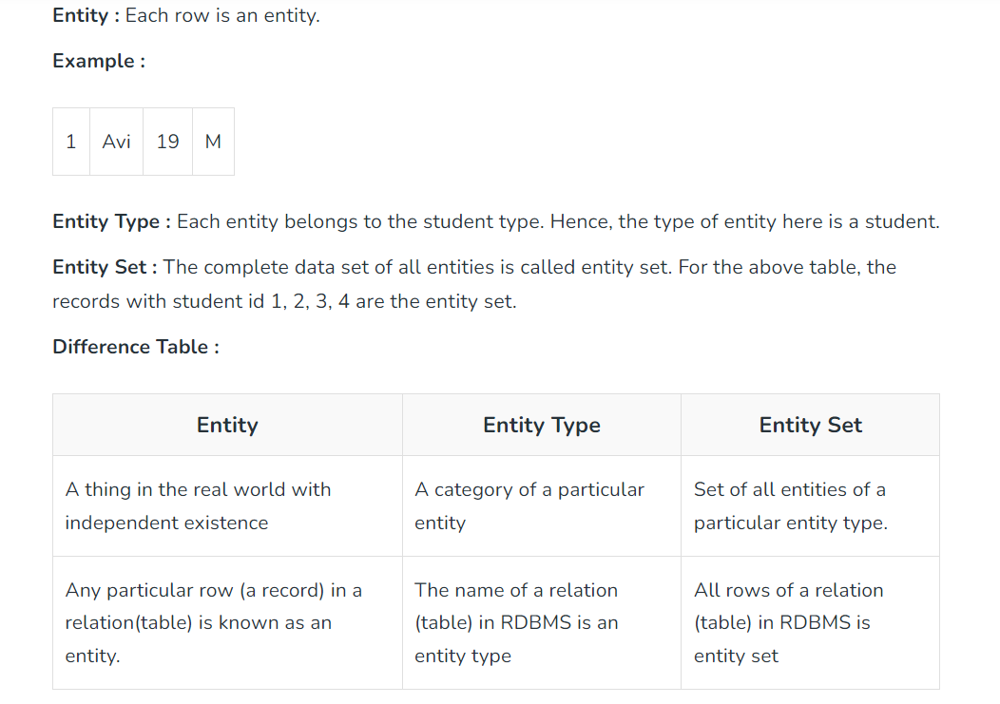 Entity : Each row is an entity.
Example :
1 Avi 19 M
Entity Type : Each entity belongs to the student type. Hence, the type of entity here is a student.
Entity Set : The complete data set of all entities is called entity set. For the above table, the
records with student id 1, 2, 3, 4 are the entity set.
Difference Table :
Entity Entity Type Entity Set
A thing in the real world with
independent existence
A category of a particular
entity
Set of all entities of a
particular entity type.
Any particular row (a record) in a
relation(table) is known as an
entity.
The name of a relation
(table) in RDBMS is an
entity type
All rows of a relation
(table) in RDBMS is
entity set